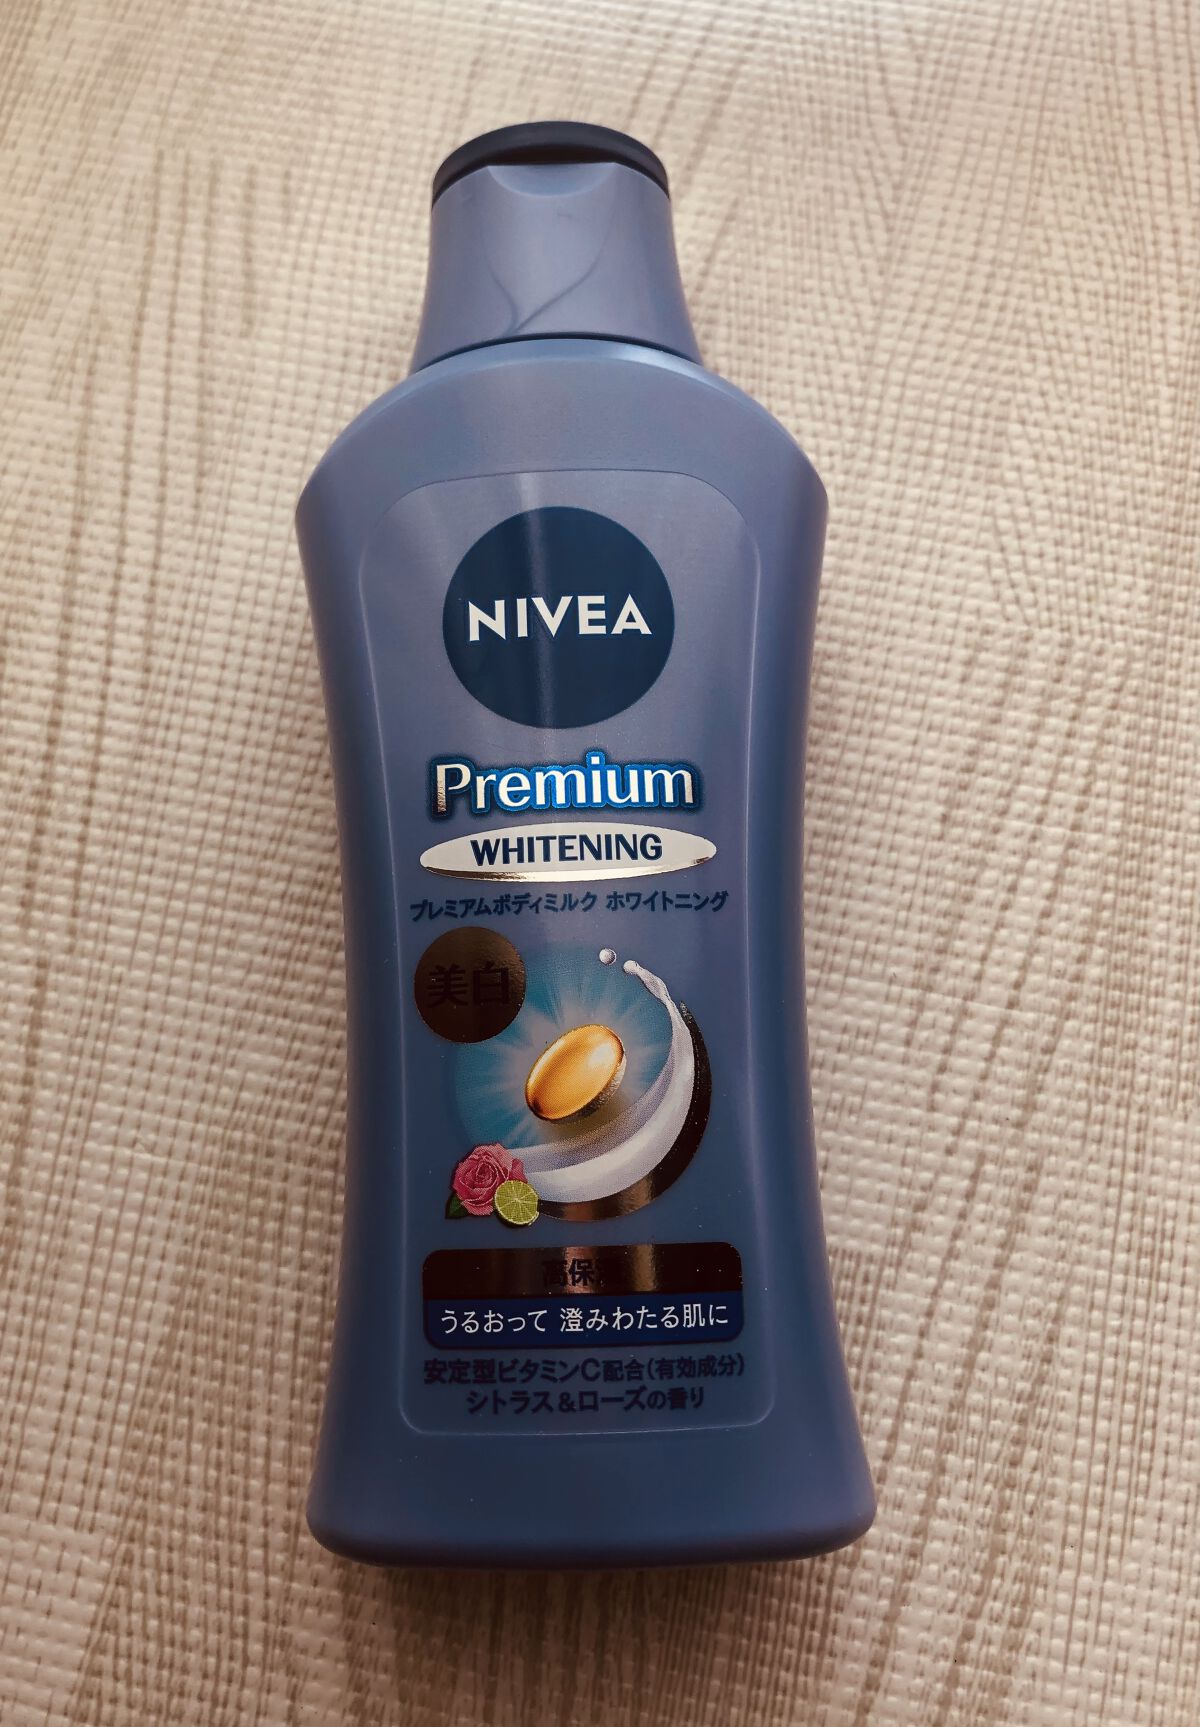 NIVEA
Premium
WHITENING
プレミアムボディミルク ホワイトニング
美白
高保
うるおって 澄みわたる肌に
安定型ビタミンC配合(有効成分)
シトラス&ローズの香り